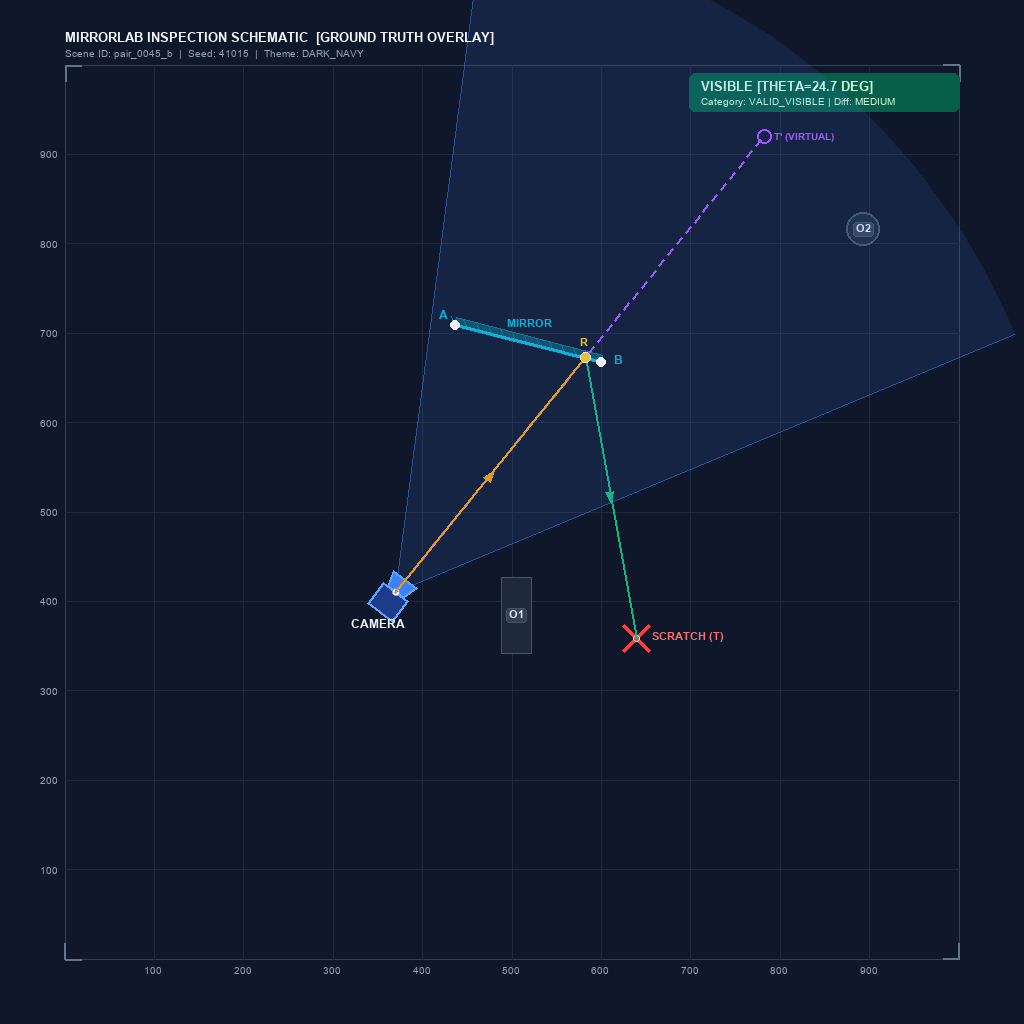 MIRRORLAB INSPECTION SCHEMATIC [GROUND TRUTH OVERLAY]
Scene ID: pair_0045_b | Seed: 41015 | Theme: DARK_NAVY
VISIBLE [THETA=24.7 DEG]
Category: VALID_VISIBLE | Diff: MEDIUM
T' (VIRTUAL)
900
O2
800
A
MIRROR
700
R
B
600
500
400
O1
CAMERA
SCRATCH (T)
300
200
100
100 200 300 400 500 600 700 800 900